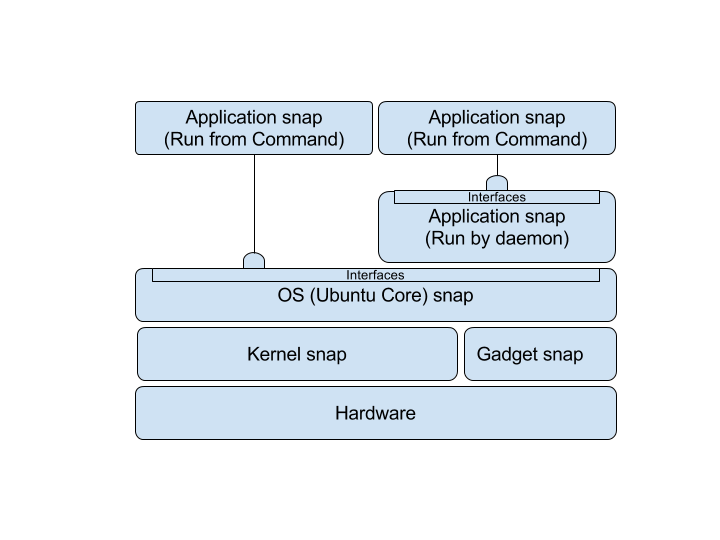 Application snap
(Run from Command)
Application snap
(Run from Command)
Interfaces
Application snap
(Run by daemon)
Interfaces
OS (Ubuntu Core) snap
Kernel snap
Gadget snap
Hardware